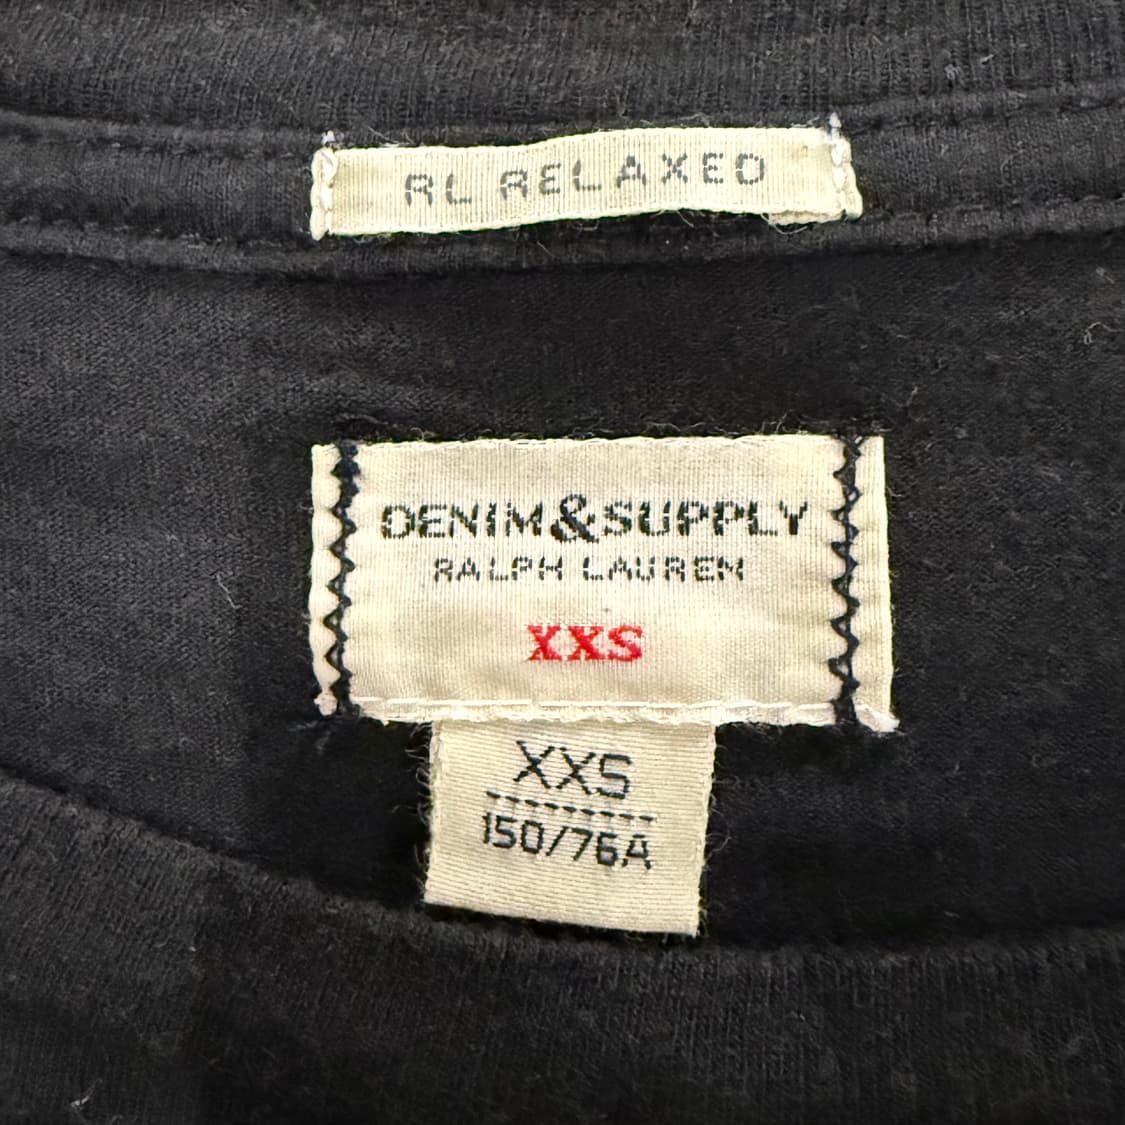 RL RELAXED
DENIM&SUPPLY
RALPH LAUREN
XXS
XXS
150/76A